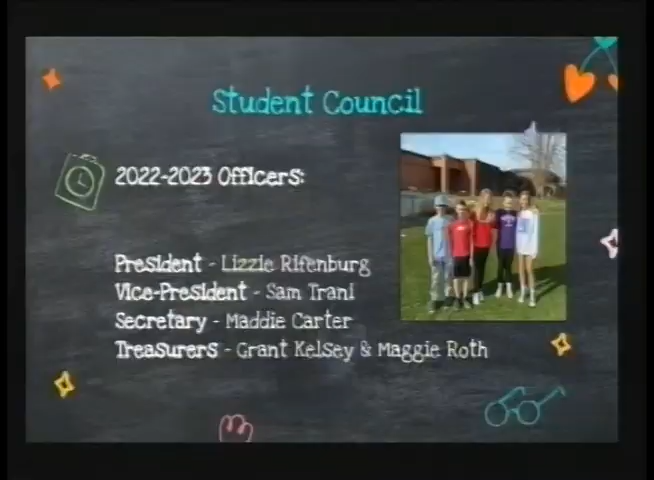 Student Council
2022-2023 Officers:
President - Lizzie Rifenburg
Vice-President - Sam Trani
Secretary - Maddie Carter
Treasurers - Grant Kelsey & Maggie Roth